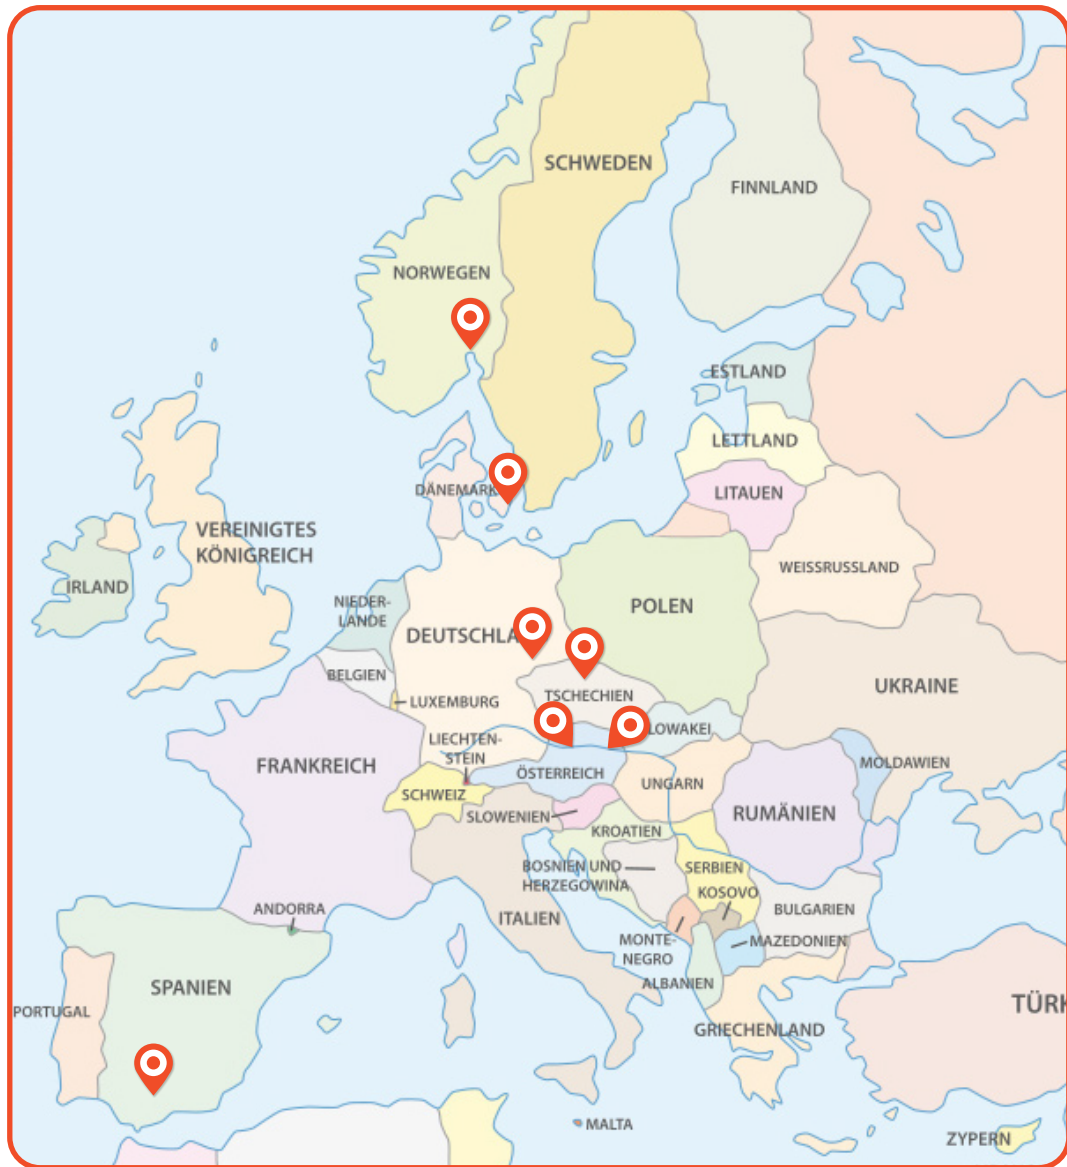 SCHWEDEN
FINNLAND
NORWEGEN
ESTLAND
LETTLAND
LITAUEN
DÄNEMARK
VEREINIGTES
KÖNIGREICH
IRLAND
WEISSRUSSLAND
NIEDER-
LANDE
POLEN
DEUTSCHLA
BELGIEN
UKRAINE
TSCHECHIEN
LUXEMBURG
LOWAKEI
LIECHTEN-
STEIN
FRANKREICH
MOLDAWIEN
ÖSTERREICH
UNGARN
SCHWEIZ
RUMÄNIEN
SLOWENIEN
KROATIEN
BOSNIEN UND
HERZEGOWINA
SERBIEN
KOSOVO
ANDORRA
BULGARIEN
ITALIEN
MONTE-
NEGRO
MAZEDONIEN
ALBANIEN
SPANIEN
PORTUGAL
TÜRK
GRIECHENLAND
MALTA
ZYPERN